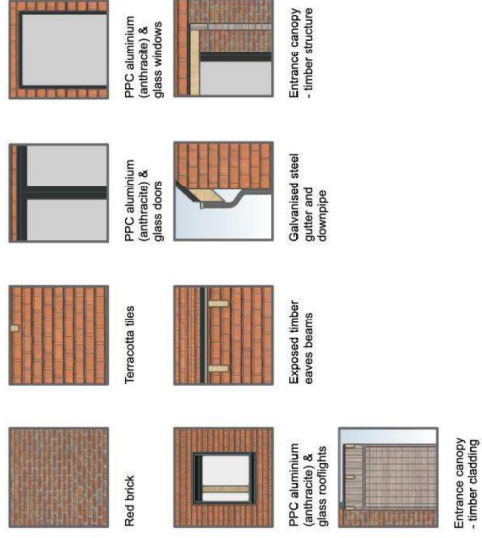 Red brick
Terracotta tiles
PPC aluminium
(anthracite) &
glass doors
PPC aluminium
(anthracite) &
glass windows
PPC aluminium
(anthracite) &
glass rooflights
Exposed timber
eaves beams
Galvanised steel
gutter and
downpipe
Entrance canopy
- timber structure
Entrance canopy
- timber cladding